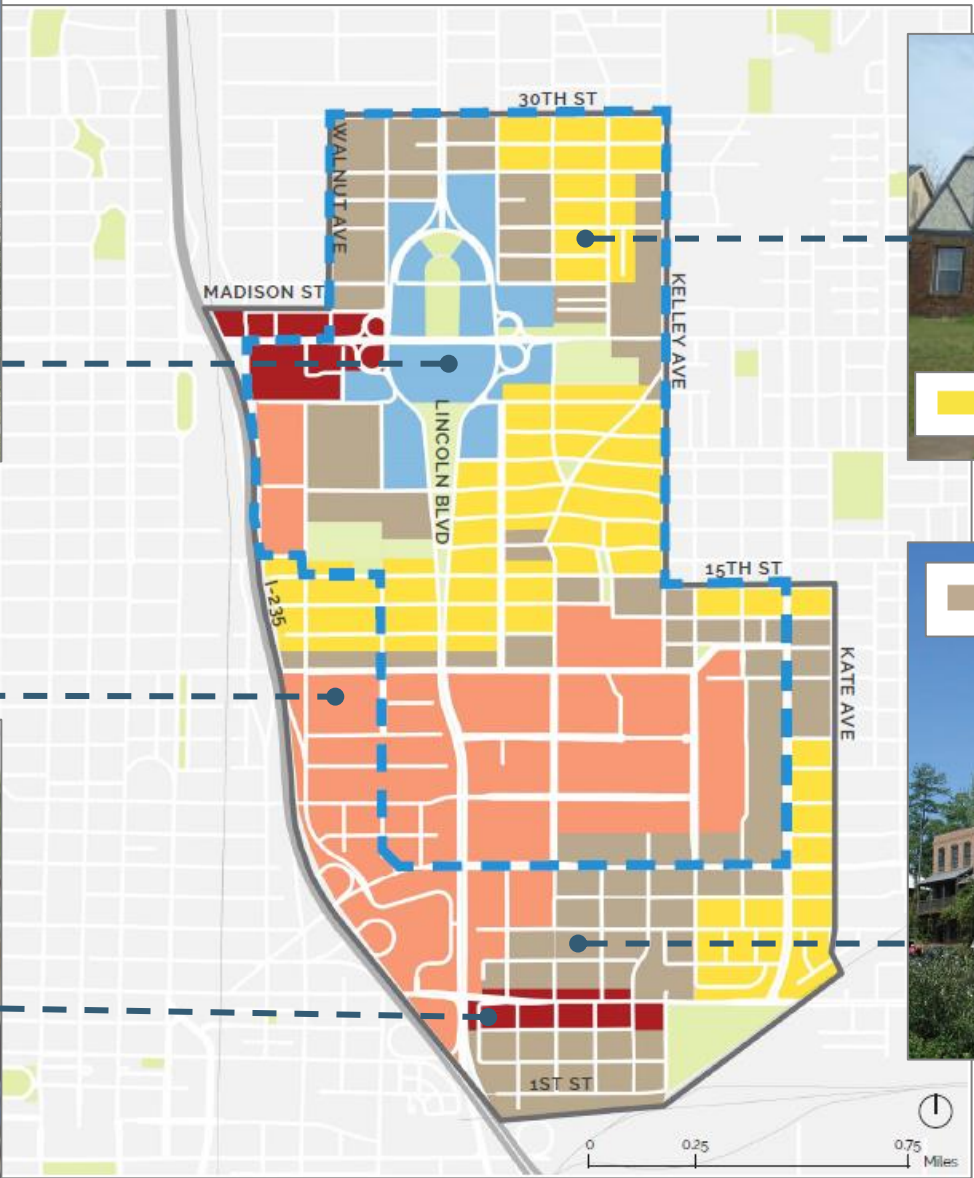 30TH ST
WALNUT AVE
MADISON ST
KELLEY AVE
LINCOLN BLVD
15TH ST
I-235
KATE AVE
1ST ST
0 0.25 0.75
Miles